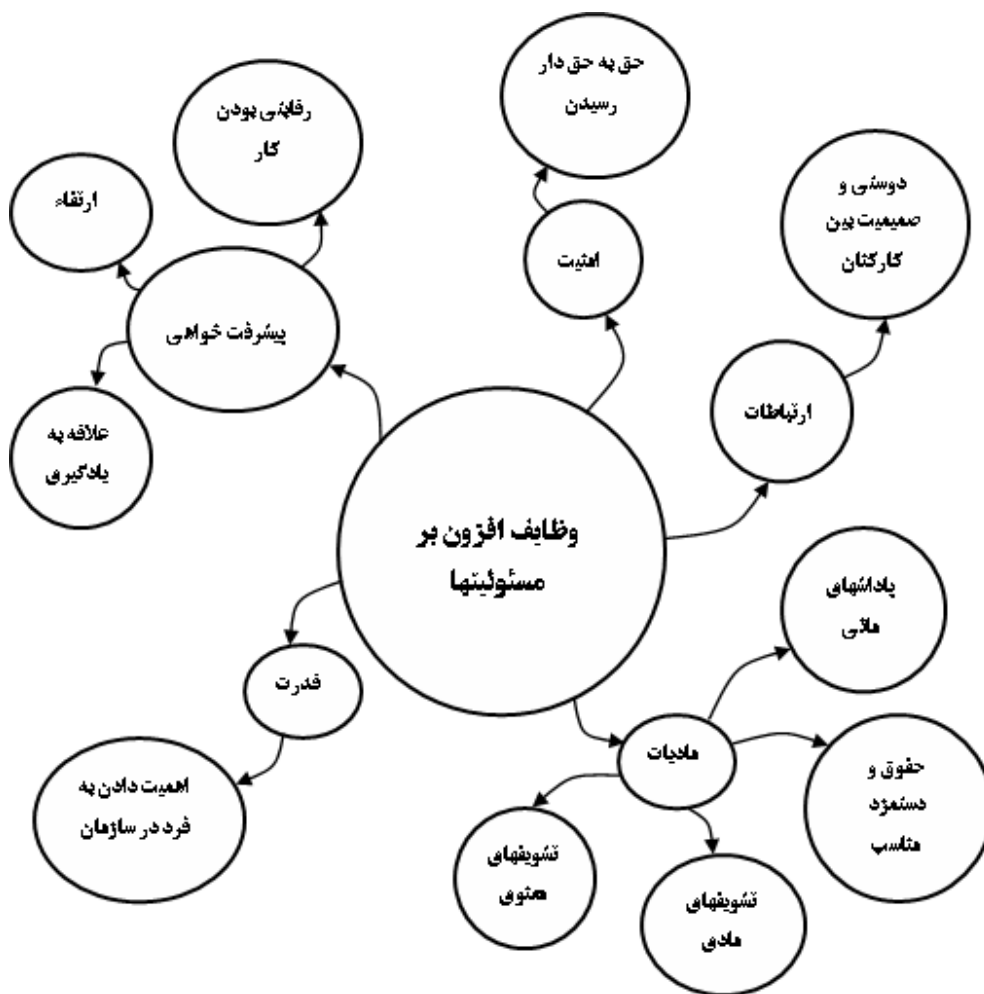 حق به حق دار
رسیدن
رقابتی بودن
کار
ارتقاء
دوستی و
صمیمیت بین
کارکنان
امنیت
پیشرفت خواهی
ارتباطات
علاقه به
یادگیری
وظایف افزون بر
مسئولیتها
پاداشهای
مالی
قدرت
مادیات
حقوق و
دستمزد
مناسب
اهمیت دادن به
فرد در سازمان
تشویقهای
معنوی
تشویقهای
مادی